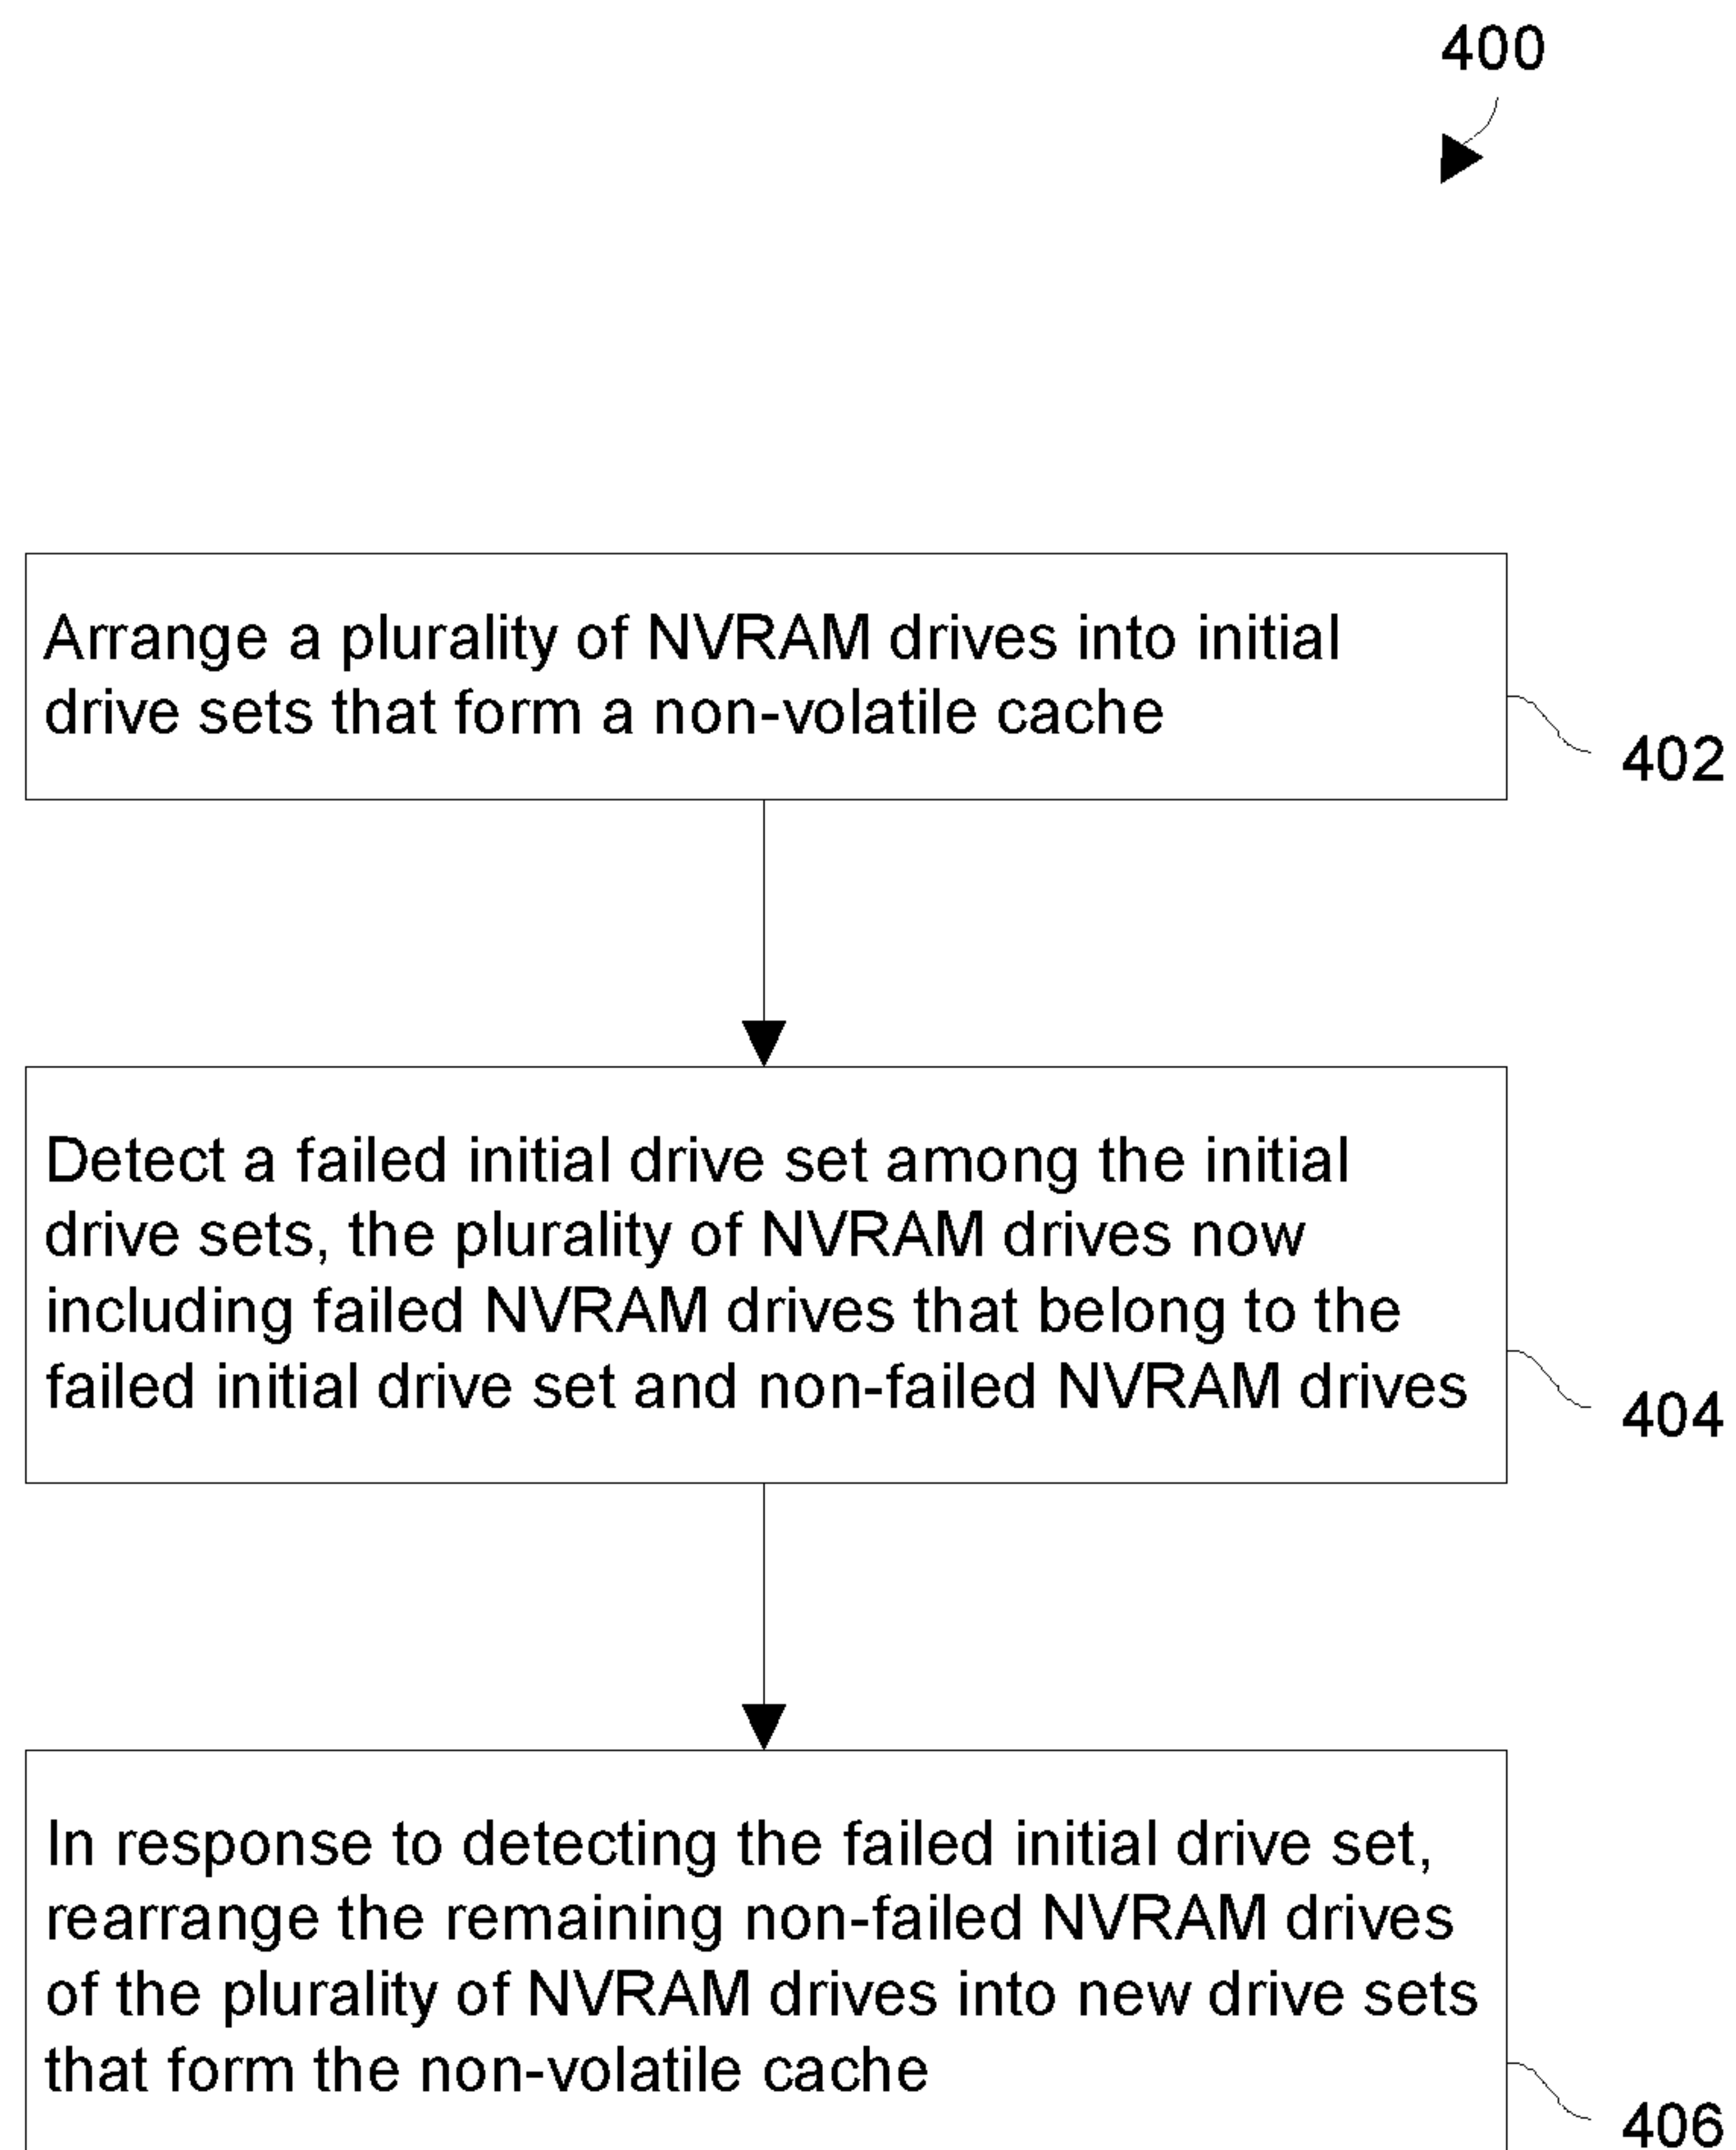 400
Arrange a plurality of NVRAM drives into initial
drive sets that form a non-volatile cache
402
Detect a failed initial drive set among the initial
drive sets, the plurality of NVRAM drives now
including failed NVRAM drives that belong to the
failed initial drive set and non-failed NVRAM drives
404
In response to detecting the failed initial drive set,
rearrange the remaining non-failed NVRAM drives
of the plurality of NVRAM drives into new drive sets
that form the non-volatile cache
406